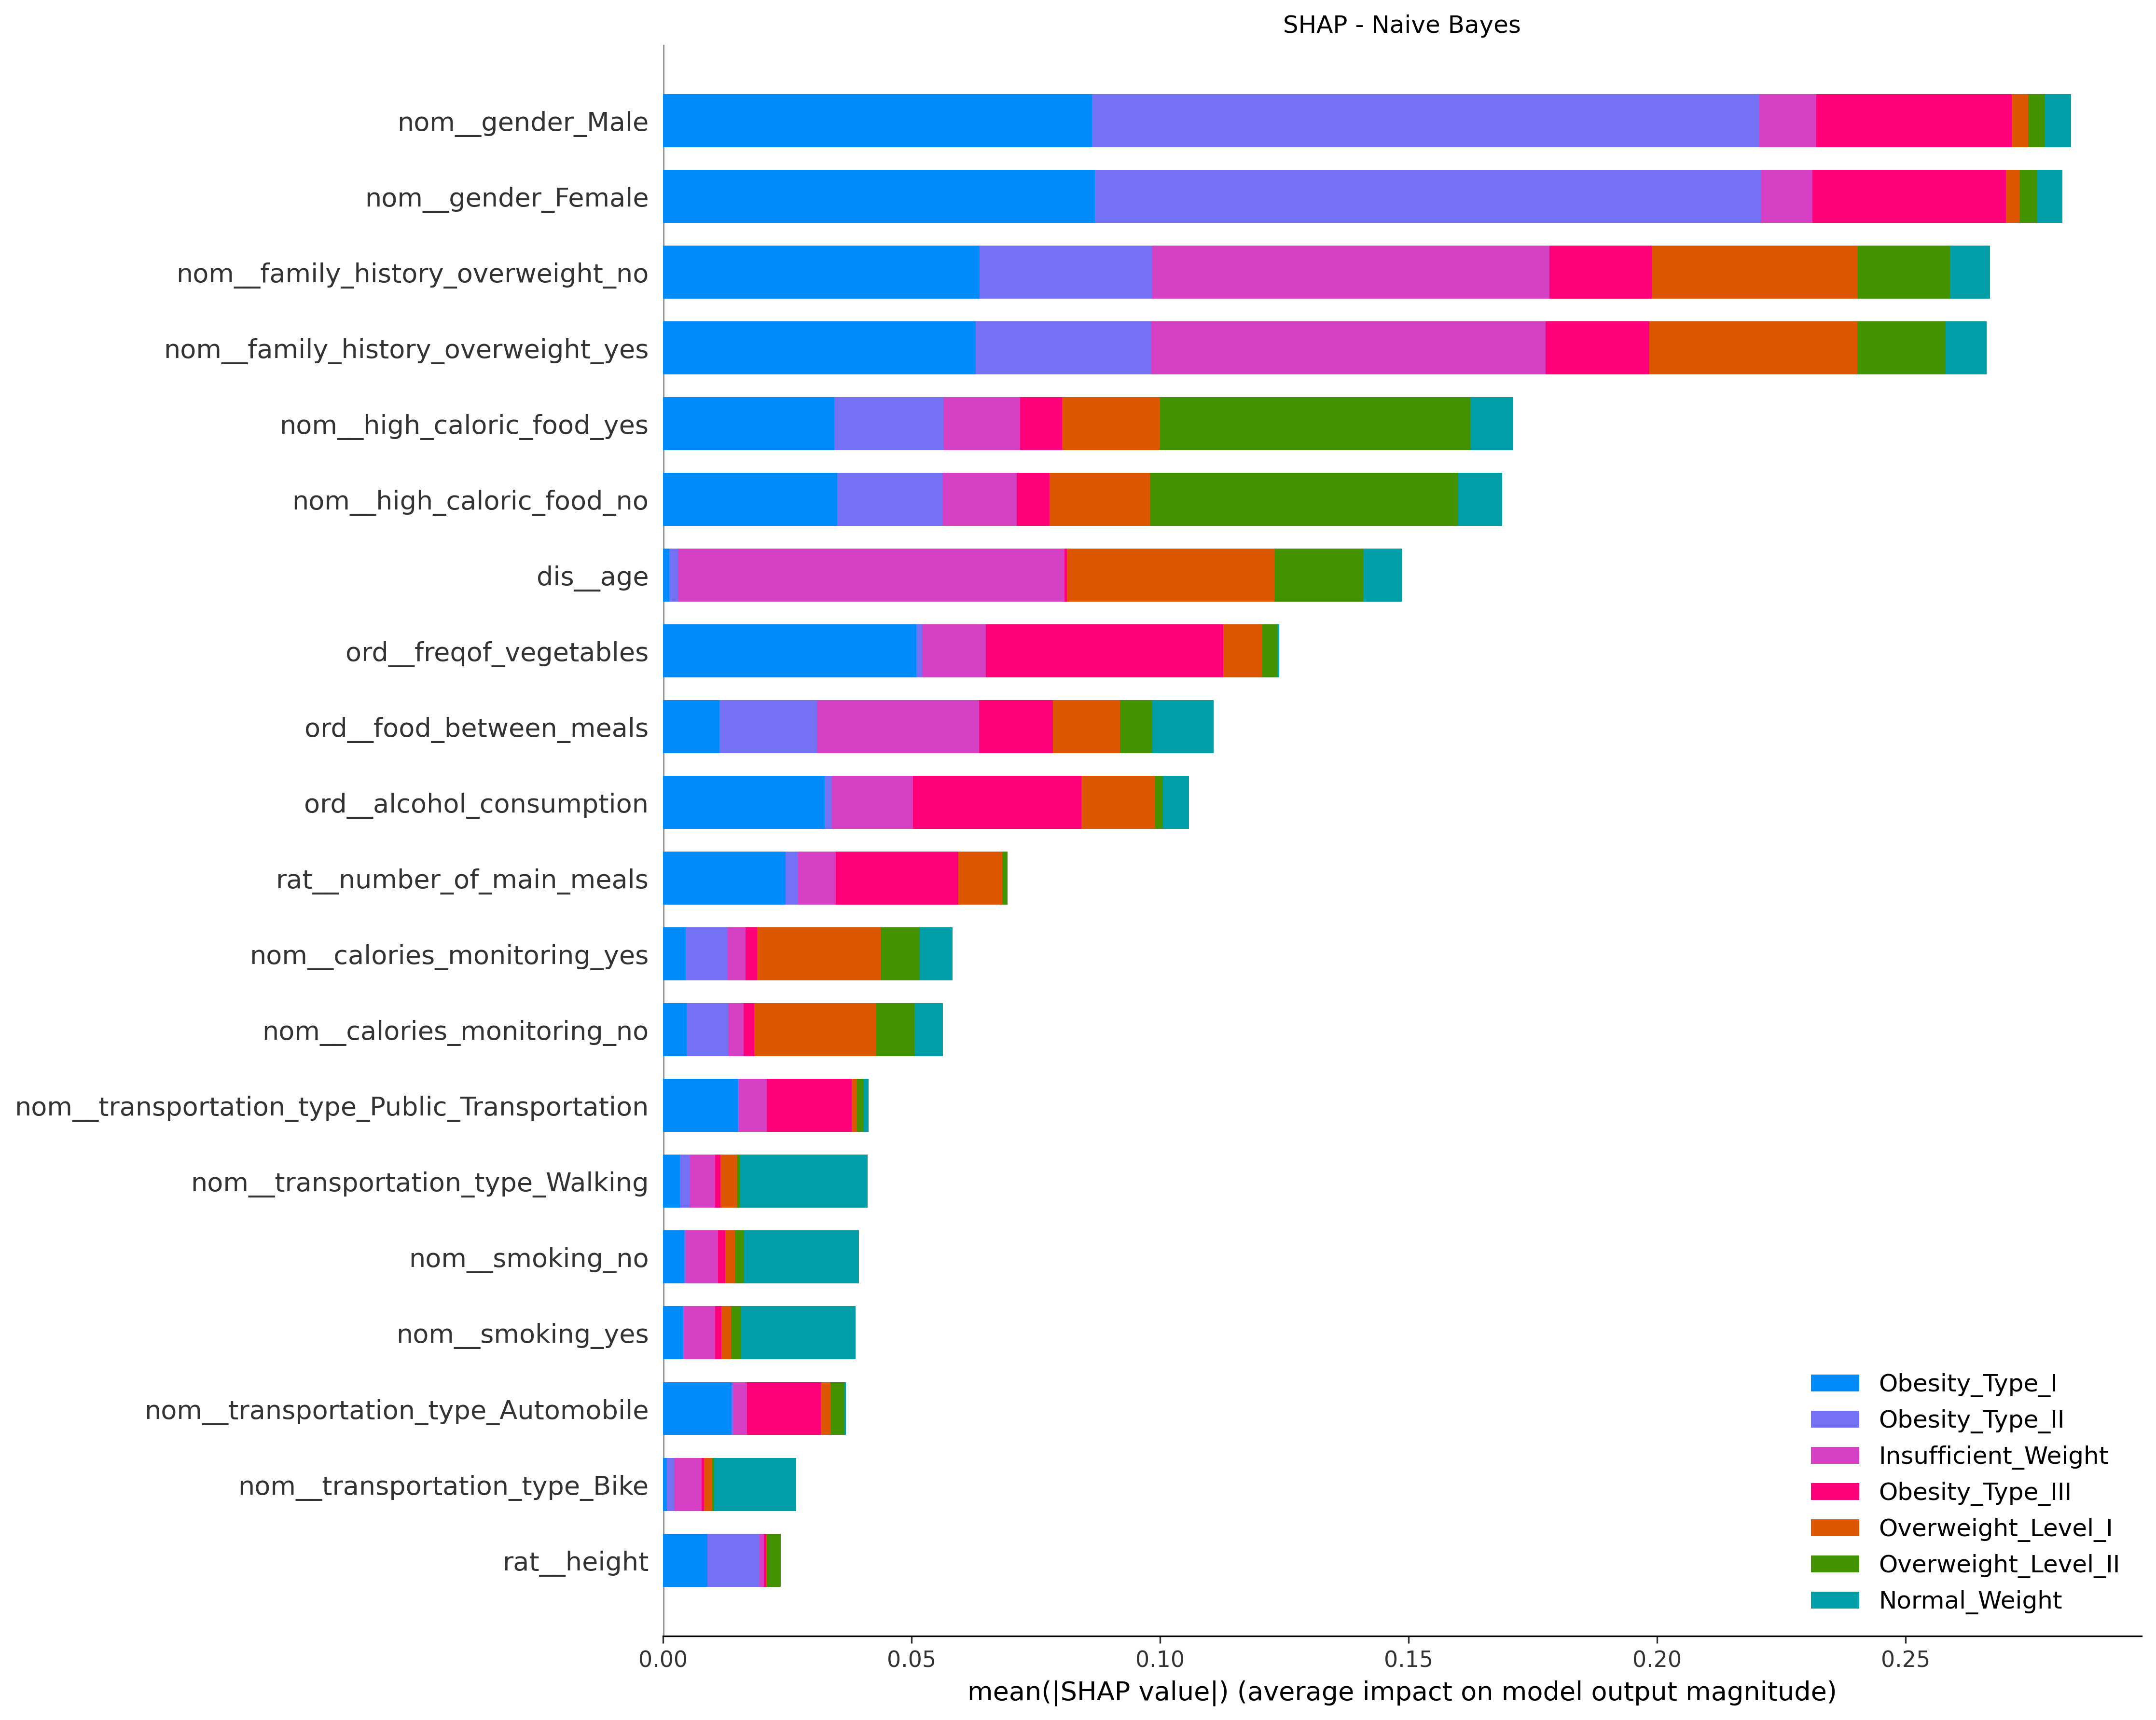 SHAP - Naive Bayes
nom__gender_Male
nom__gender_Female
nom__family_history_overweight_no
nom__family_history_overweight_yes
nom__high_caloric_food_yes
nom__high_caloric_food_no
dis__age
ord__freqof_vegetables
ord__food_between_meals
ord__alcohol_consumption
rat__number_of_main_meals
nom__calories_monitoring_yes
nom__calories_monitoring_no
nom__transportation_type_Public_Transportation
nom__transportation_type_Walking
nom__smoking_no
nom__smoking_yes
nom__transportation_type_Automobile
nom__transportation_type_Bike
rat__height
Obesity_Type_I
Obesity_Type_II
Insufficient_Weight
Obesity_Type_III
Overweight_Level_I
Overweight_Level_II
Normal_Weight
0.00 0.05 0.10 0.15 0.20 0.25
mean(|SHAP value|) (average impact on model output magnitude)